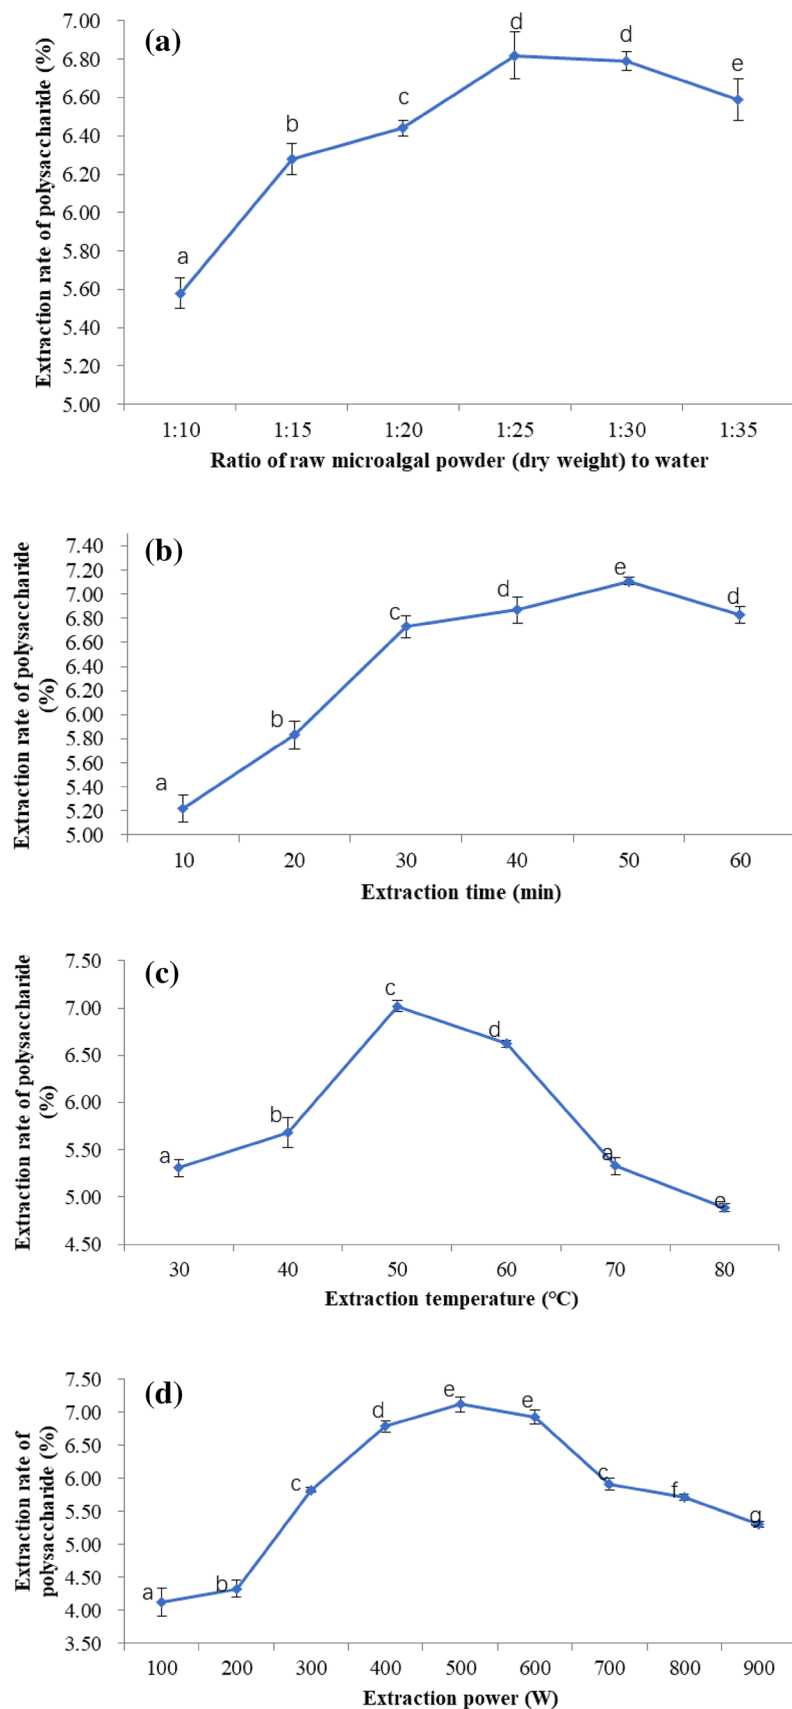 (a)
Extraction rate of polysaccharide (%)
7.00
6.80
6.60
6.40
6.20
6.00
5.80
5.60
5.40
5.20
5.00
a
b
c
d
d
e
1:10 1:15 1:20 1:25 1:30 1:35
Ratio of raw microalgal powder (dry weight) to water
(b)
Extraction rate of polysaccharide
(%)
7.40
7.20
7.00
6.80
6.60
6.40
6.20
6.00
5.80
5.60
5.40
5.20
5.00
a
b
c
d
e
d
10 20 30 40 50 60
Extraction time (min)
(c)
Extraction rate of polysaccharide
(%)
7.50
7.00
6.50
6.00
5.50
5.00
4.50
a
b
c
d
a
e
30 40 50 60 70 80
Extraction temperature (°C)
(d)
Extraction rate of
polysaccharide (%)
7.50
7.00
6.50
6.00
5.50
5.00
4.50
4.00
3.50
a
b
c
d
e
e
c
f
g
100 200 300 400 500 600 700 800 900
Extraction power (W)